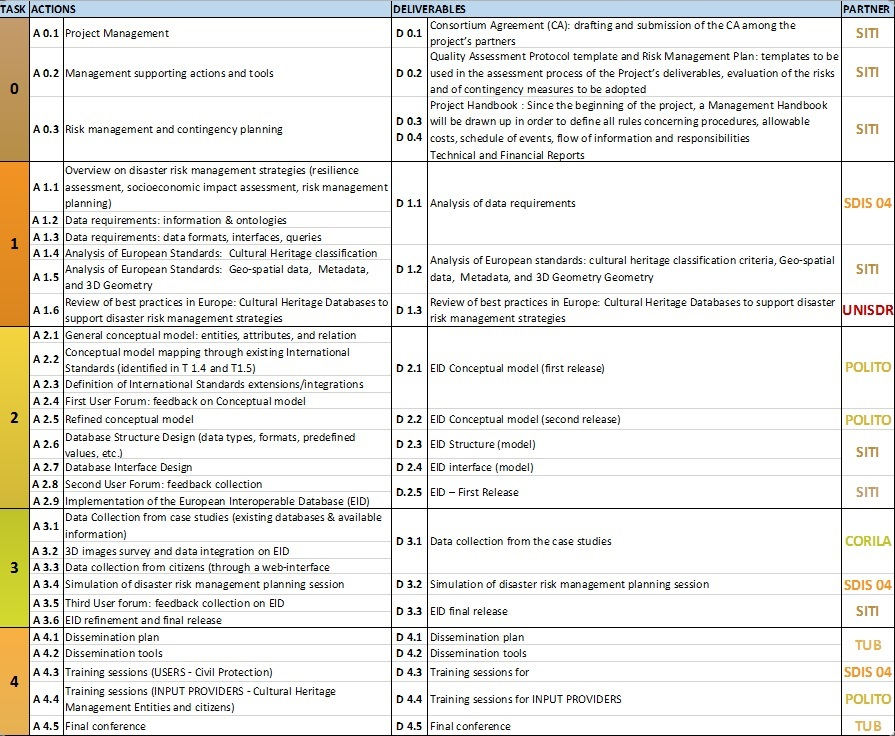 TASK ACTIONS DELIVERABLES PARTNER
0
A 0.1 Project Management
D 0.1 Consortium Agreement (CA): drafting and submission of the CA among the
project's partners
SITI
A 0.2 Management supporting actions and tools
D 0.2 Quality Assessment Protocol template and Risk Management Plan: templates to be
used in the assessment process of the Project's deliverables, evaluation of the risks
and of contingency measures to be adopted
SITI
A 0.3 Risk management and contingency planning
D 0.3
D 0.4
Project Handbook : Since the beginning of the project, a Management Handbook
will be drawn up in order to define all rules concerning procedures, allowable
costs, schedule of events, flow of information and responsibilities
Technical and Financial Reports
SITI
1
A 1.1 Overview on disaster risk management strategies (resilience
assessment, socioeconomic impact assessment, risk management
planning)
A 1.2 Data requirements: information & ontologies
A 1.3 Data requirements: data formats, interfaces, queries
D 1.1 Analysis of data requirements
SDIS 04
A 1.4 Analysis of European Standards: Cultural Heritage classification
A 1.5 Analysis of European Standards: Geo-spatial data, Metadata,
and 3D Geometry
D 1.2 Analysis of European standards: cultural heritage classification criteria, Geo-spatial
data, Metadata, and 3D Geometry Geometry
SITI
A 1.6 Review of best practices in Europe: Cultural Heritage Databases to
support disaster risk management strategies
D 1.3 Review of best practices in Europe: Cultural Heritage Databases to support disaster
risk management strategies
UNISDR
2
A 2.1 General conceptual model: entities, attributes, and relation
A 2.2 Conceptual model mapping through existing International
Standards (identified in T 1.4 and T1.5)
A 2.3 Definition of International Standards extensions/integrations
A 2.4 First User Forum: feedback on Conceptual model
D 2.1 EID Conceptual model (first release)
POLITO
A 2.5 Refined conceptual model
D 2.2 EID Conceptual model (second release)
POLITO
A 2.6 Database Structure Design (data types, formats, predefined
values, etc.)
D 2.3 EID Structure (model)
A 2.7 Database Interface Design
D 2.4 EID interface (model)
SITI
A 2.8 Second User Forum: feedback collection
A 2.9 Implementation of the European Interoperable Database (EID)
D.2.5 EID – First Release
SITI
3
A 3.1 Data Collection from case studies (existing databases & available
information)
A 3.2 3D images survey and data integration on EID
A 3.3 Data collection from citizens (through a web-interface
D 3.1 Data collection from the case studies
CORILA
A 3.4 Simulation of disaster risk management planning session
D 3.2 Simulation of disaster risk management planning session
SDIS 04
A 3.5 Third User forum: feedback collection on EID
A 3.6 EID refinement and final release
D 3.3 EID final release
SITI
4
A 4.1 Dissemination plan
D 4.1 Dissemination plan
A 4.2 Dissemination tools
D 4.2 Dissemination tools
TUB
A 4.3 Training sessions (USERS - Civil Protection)
D 4.3 Training sessions for
SDIS 04
A 4.4 Training sessions (INPUT PROVIDERS - Cultural Heritage
Management Entities and citizens)
D 4.4 Training sessions for INPUT PROVIDERS
POLITO
A 4.5 Final conference
D 4.5 Final conference
TUB